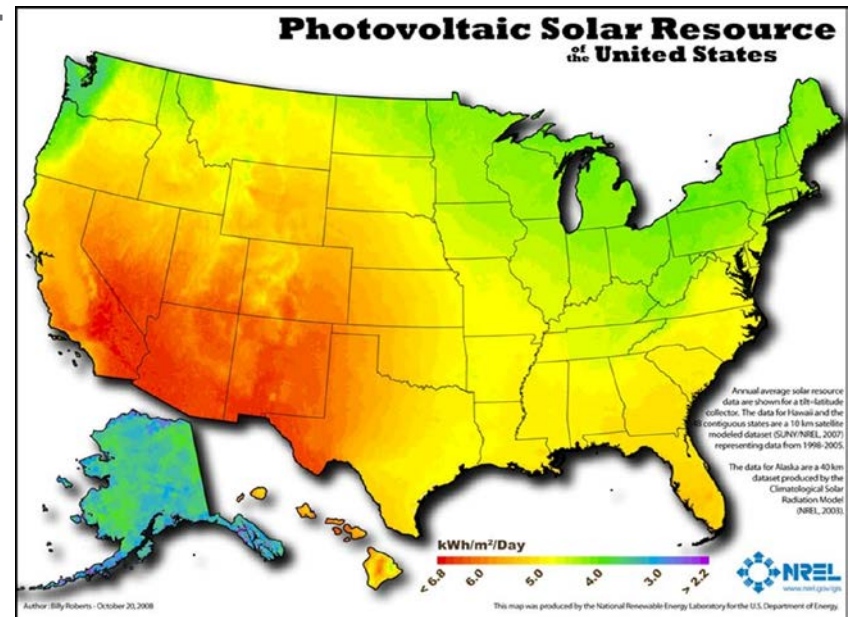 Photovoltaic Solar Resource
of the United States
Annual average solar resource
data are shown for a tilt=latitude
collector. The data for Hawaii and the
48 contiguous states are a 10 km satellite
modeled dataset (SUNY/NREL, 2007)
representing data from 1998-2005.
The data for Alaska are a 40 km
dataset produced by the
Climatological Solar
Radiation Model
(NREL, 2003).
kWh/m²/Day
< 6.8
6.0
5.0
4.0
3.0
> 2.2
NREL
www.nrel.gov/gis
Author: Billy Roberts - October 20, 2008
This map was produced by the National Renewable Energy Laboratory for the U.S. Department of Energy.